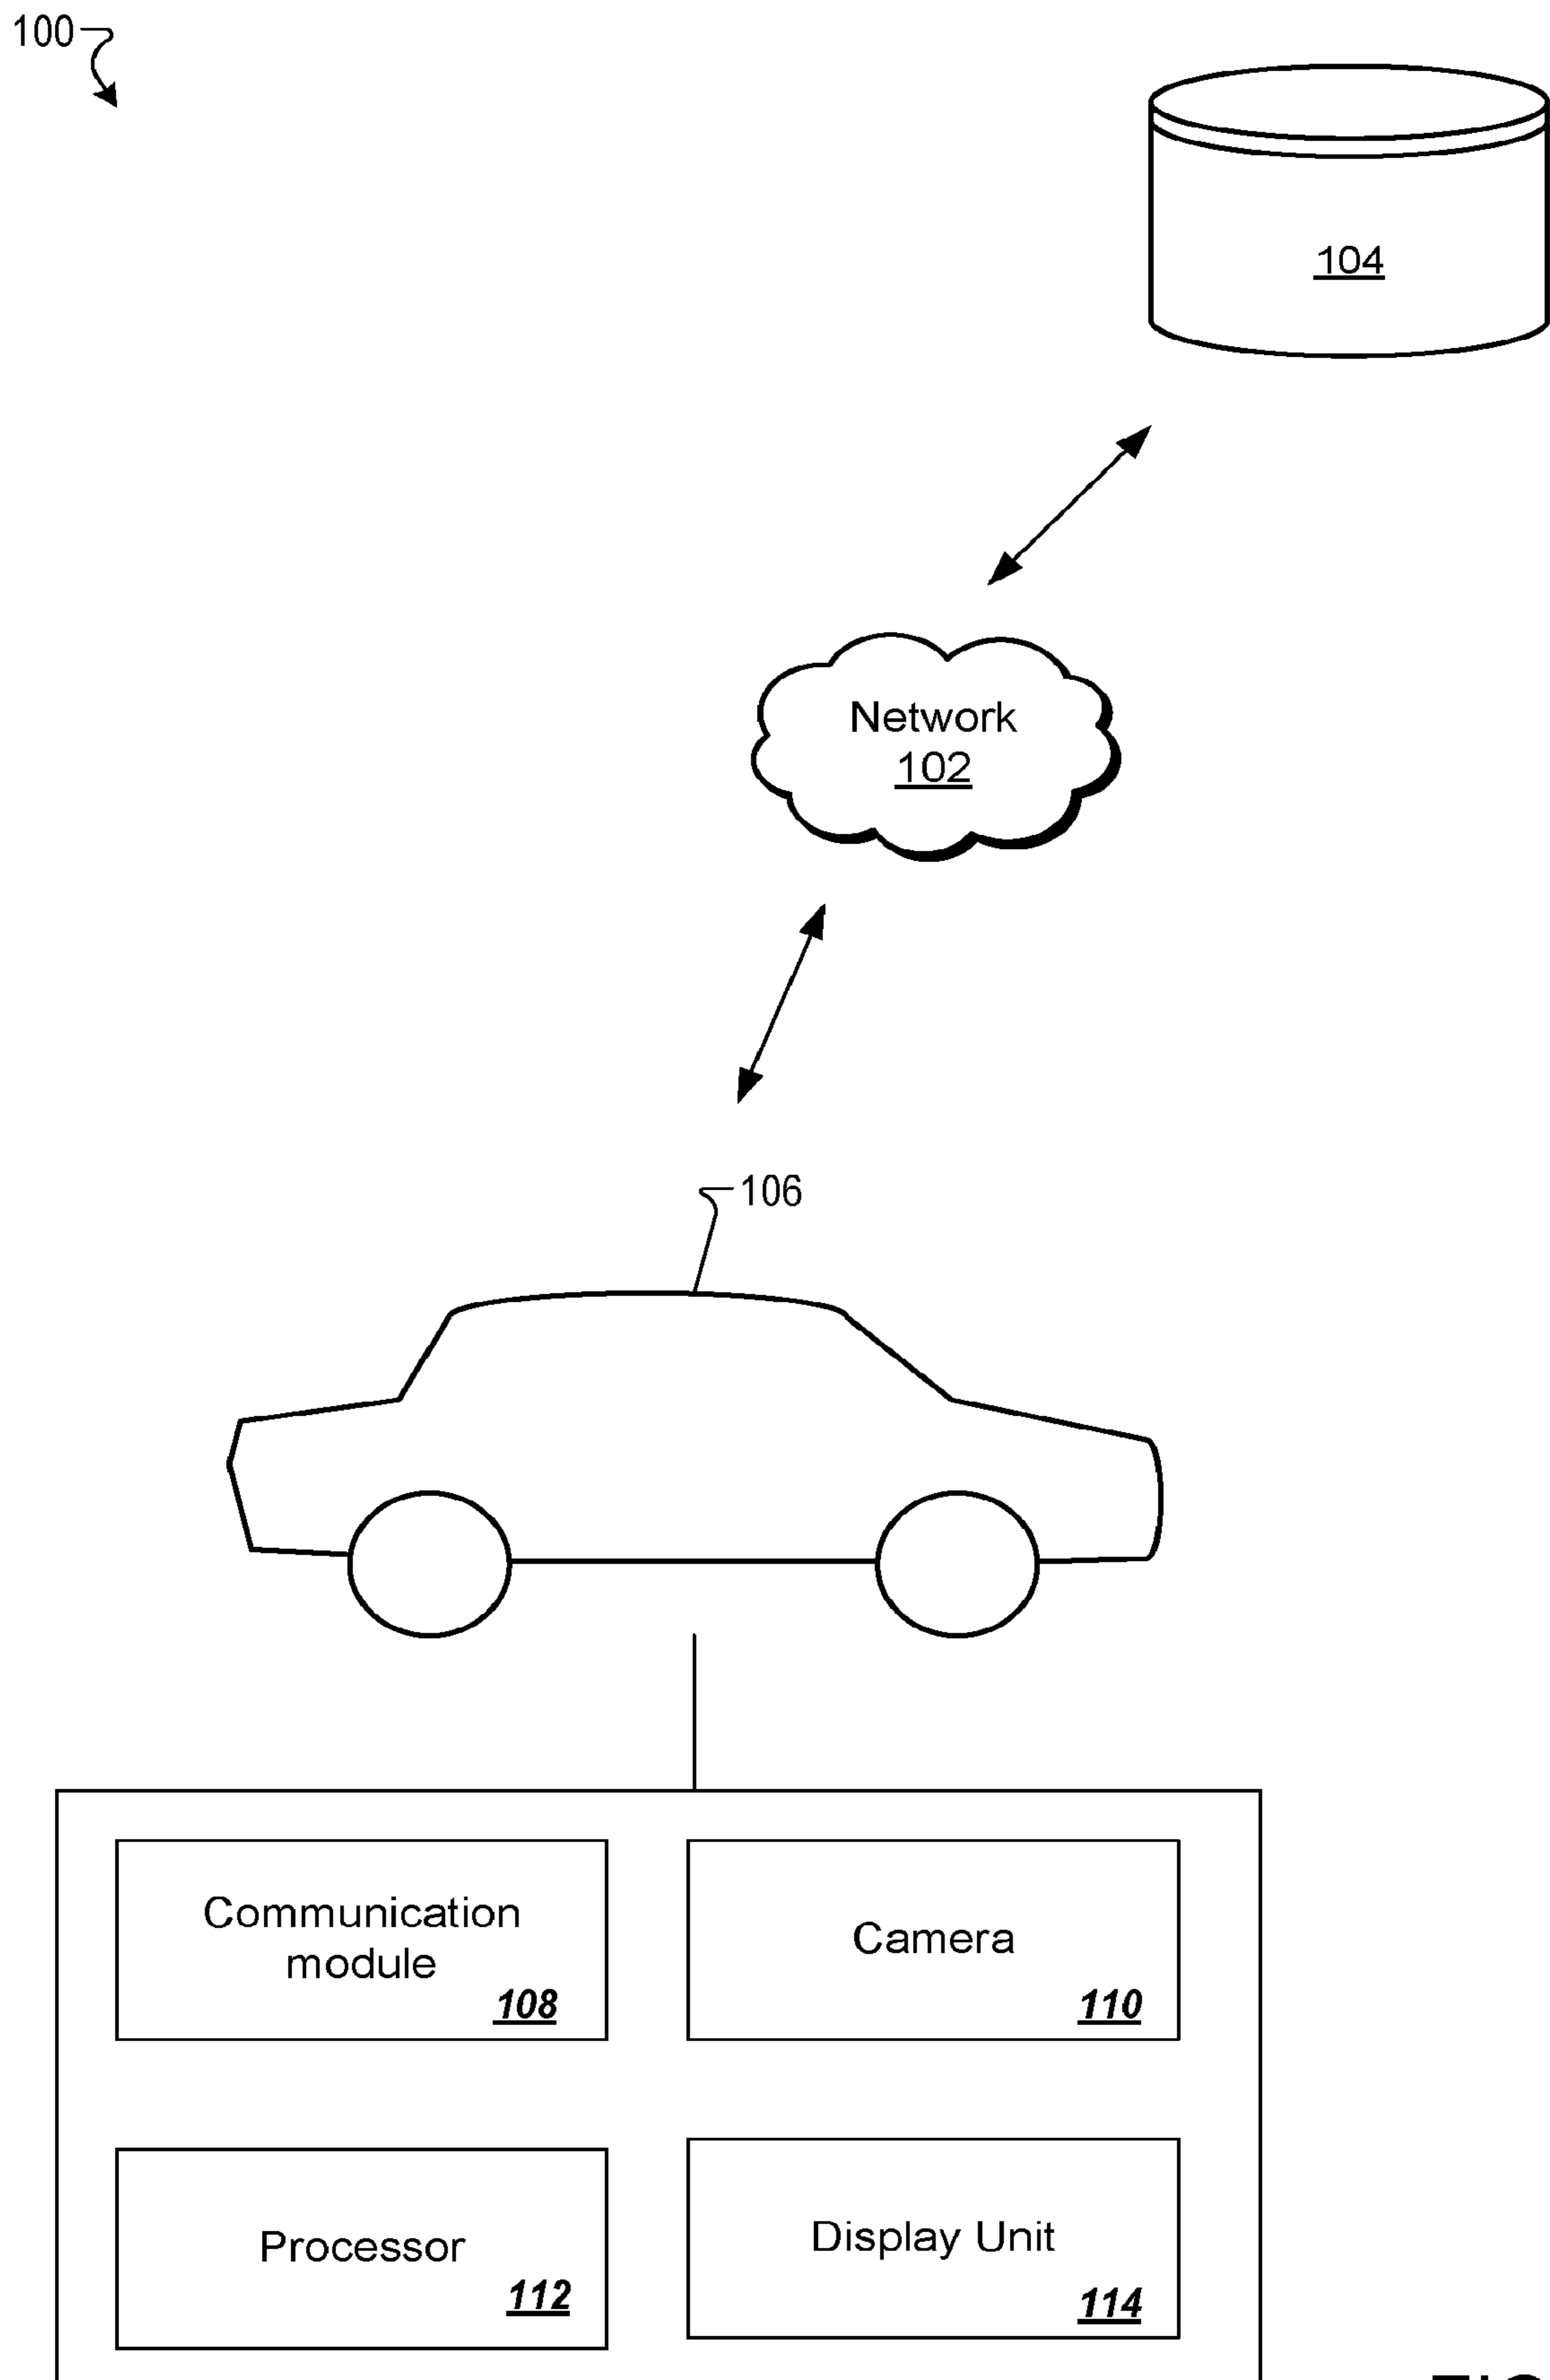 100
104
Network
102
106
Communication
module
108
Camera
110
Processor
112
Display Unit
114